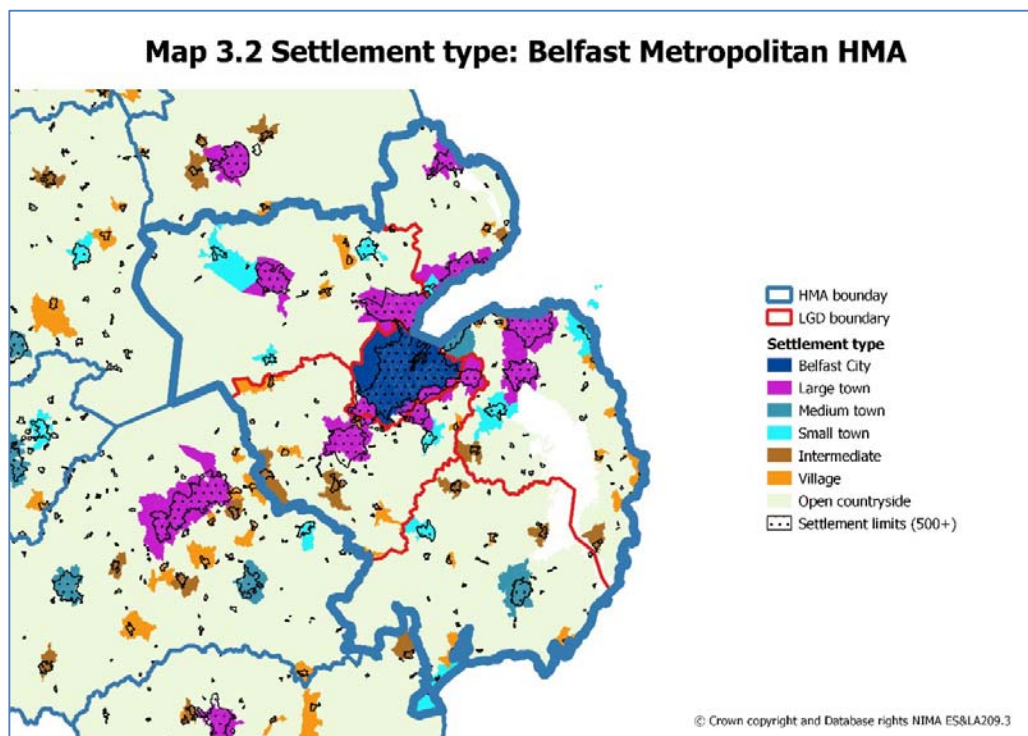 Map 3.2 Settlement type: Belfast Metropolitan HMA
HMA bounday
LGD boundary
Settlement type
Belfast City
Large town
Medium town
Small town
Intermediate
Village
Open countryside
Settlement limits (500+)
© Crown copyright and Database rights NIMA ES&LA209.3